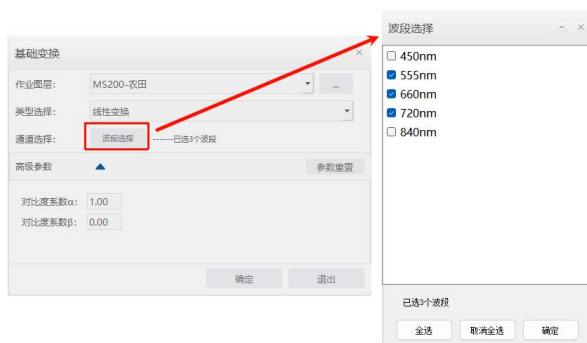 基础变换
作业图层: MS200-农田 ...
类型选择: 线性变换
通道选择: 波段选择 ------已选3个波段
高级参数 参数重置
对比度系数α: 1.00
对比度系数β: 0.00
确定 退出
波段选择
450nm
555nm
660nm
720nm
840nm
已选3个波段
全选 取消全选 确定